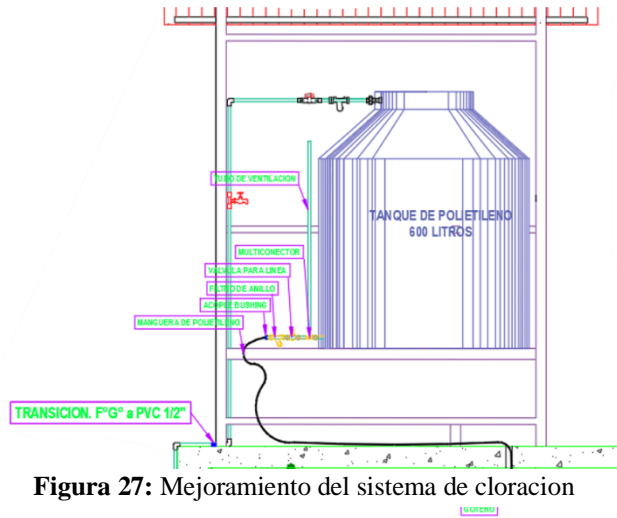 TUBO DE VENTILACION
TANQUE DE POLIETILENO
600 LITROS
MULTICONECTOR
VALVULA PARA LINEA
FILTRO DE ANILLO
ACOPLE BUSHING
MANGUERA DE POLIETILENO
TRANSICION. F°G° a PVC 1/2"
Figura 27: Mejoramiento del sistema de cloracion
GOTERO